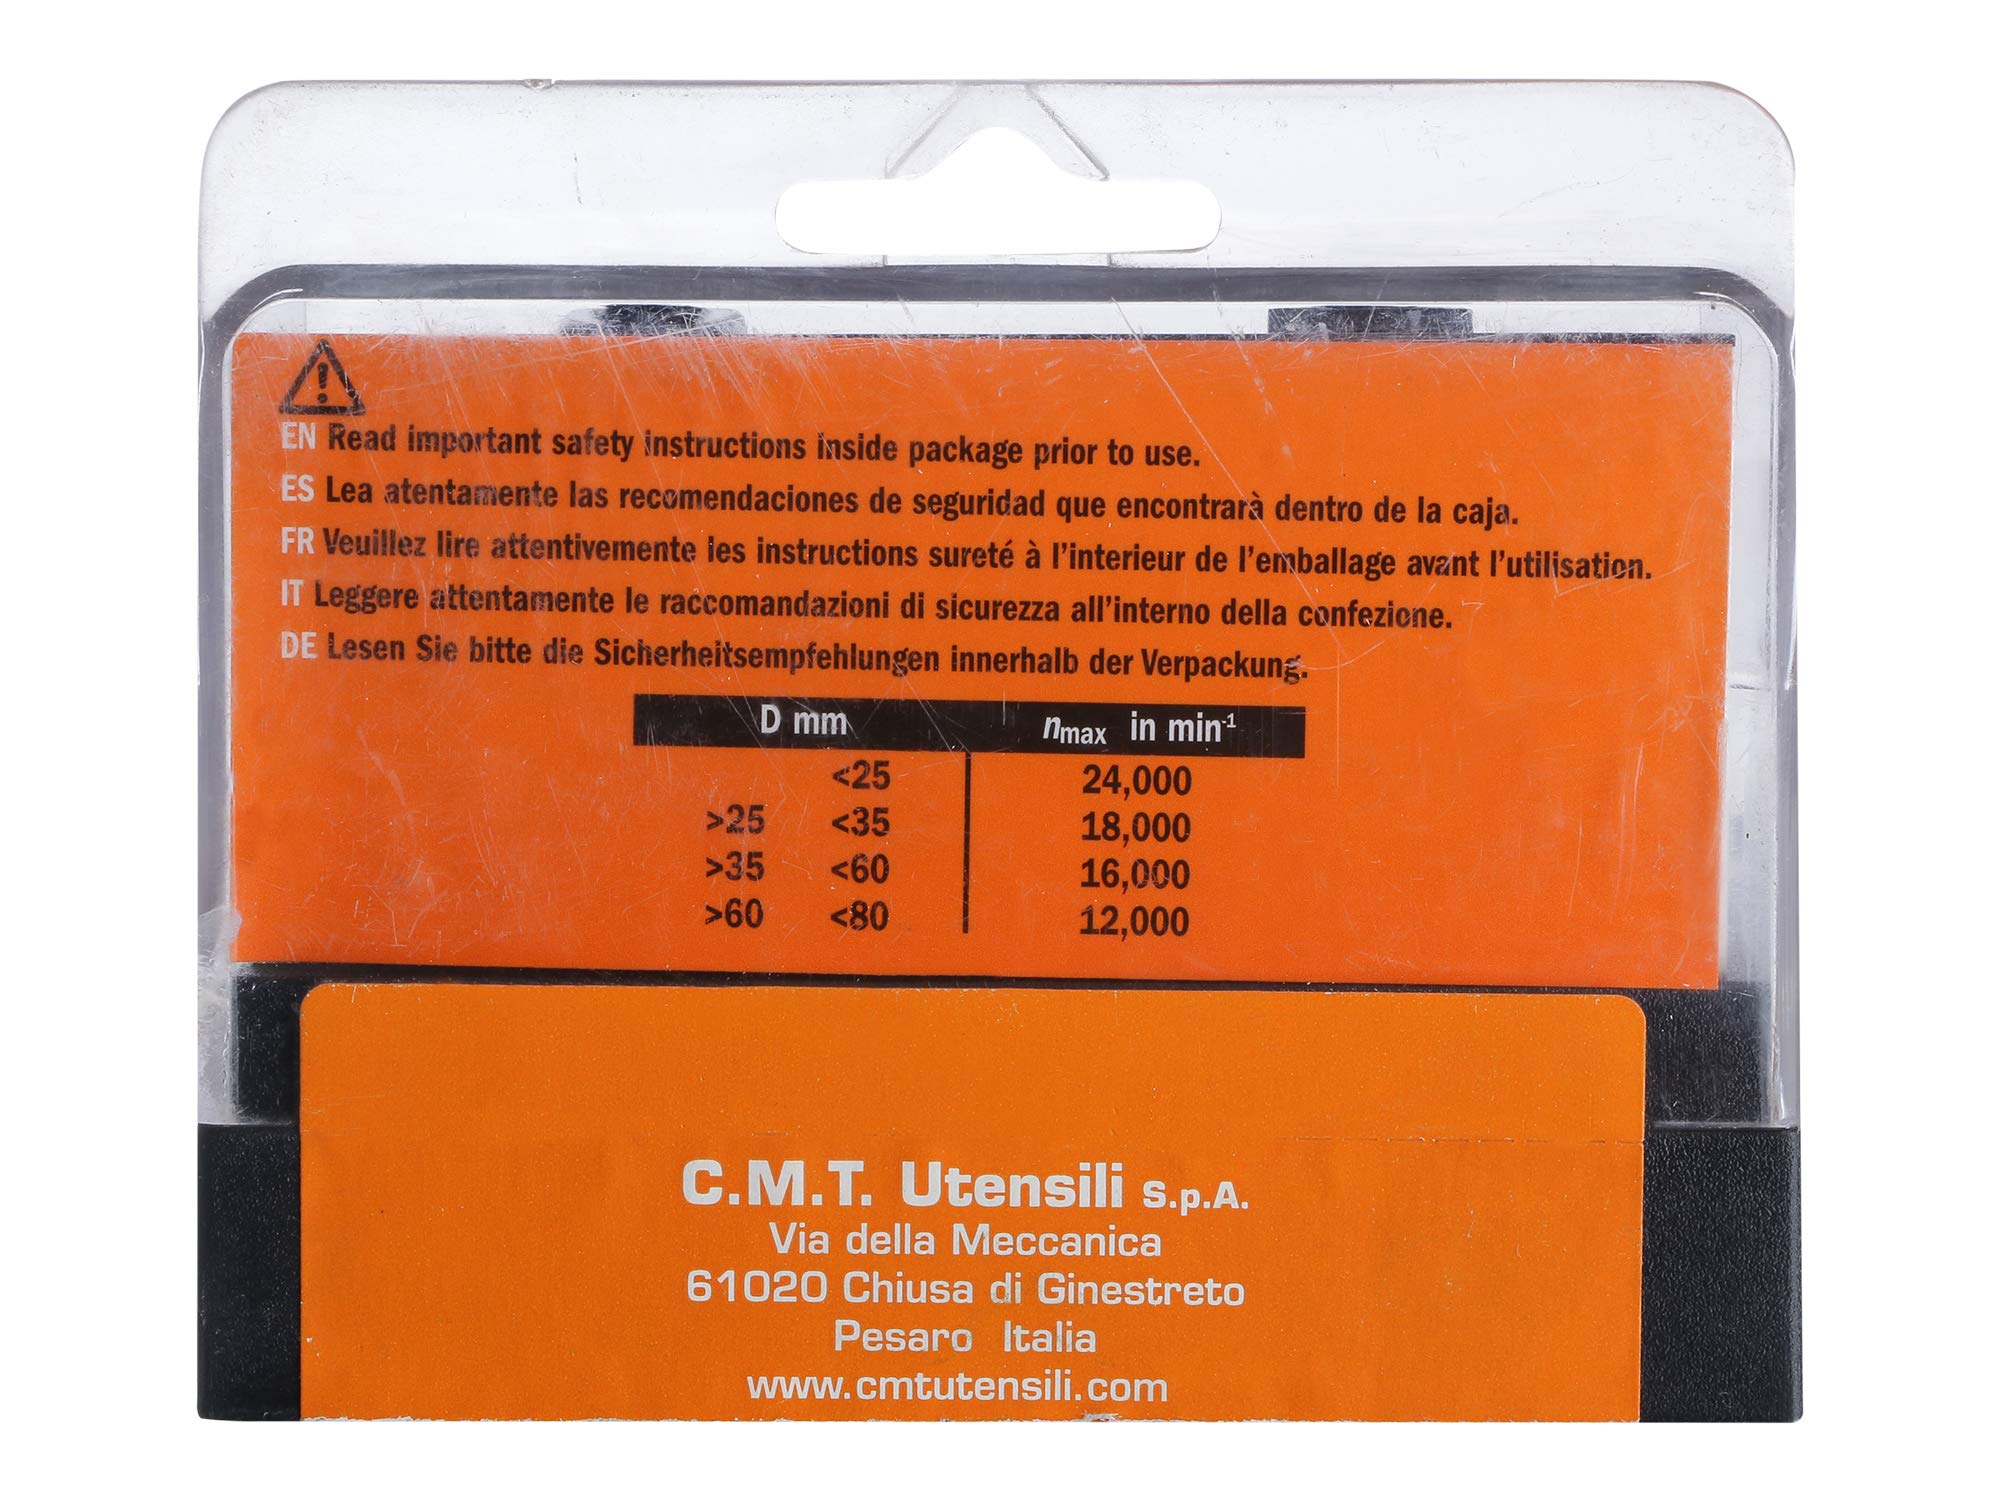 EN Read important safety instructions inside package prior to use.
ES Lea atentamente las recomendaciones de seguridad que encontrarà dentro de la caja.
FR Veuillez lire attentivemente les instructions sureté à l'interieur de l'emballage avant l'utilisation.
IT Leggere attentamente le raccomandazioni di sicurezza all'interno della confezione.
DE Lesen Sie bitte die Sicherheitsempfehlungen innerhalb der Verpackung.
D mm nmax in min-1
<25 24,000
>25 <35 18,000
>35 <60 16,000
>60 <80 12,000
C.M.T. Utensili S.p.A.
Via della Meccanica
61020 Chiusa di Ginestreto
Pesaro Italia
www.cmtutensili.com